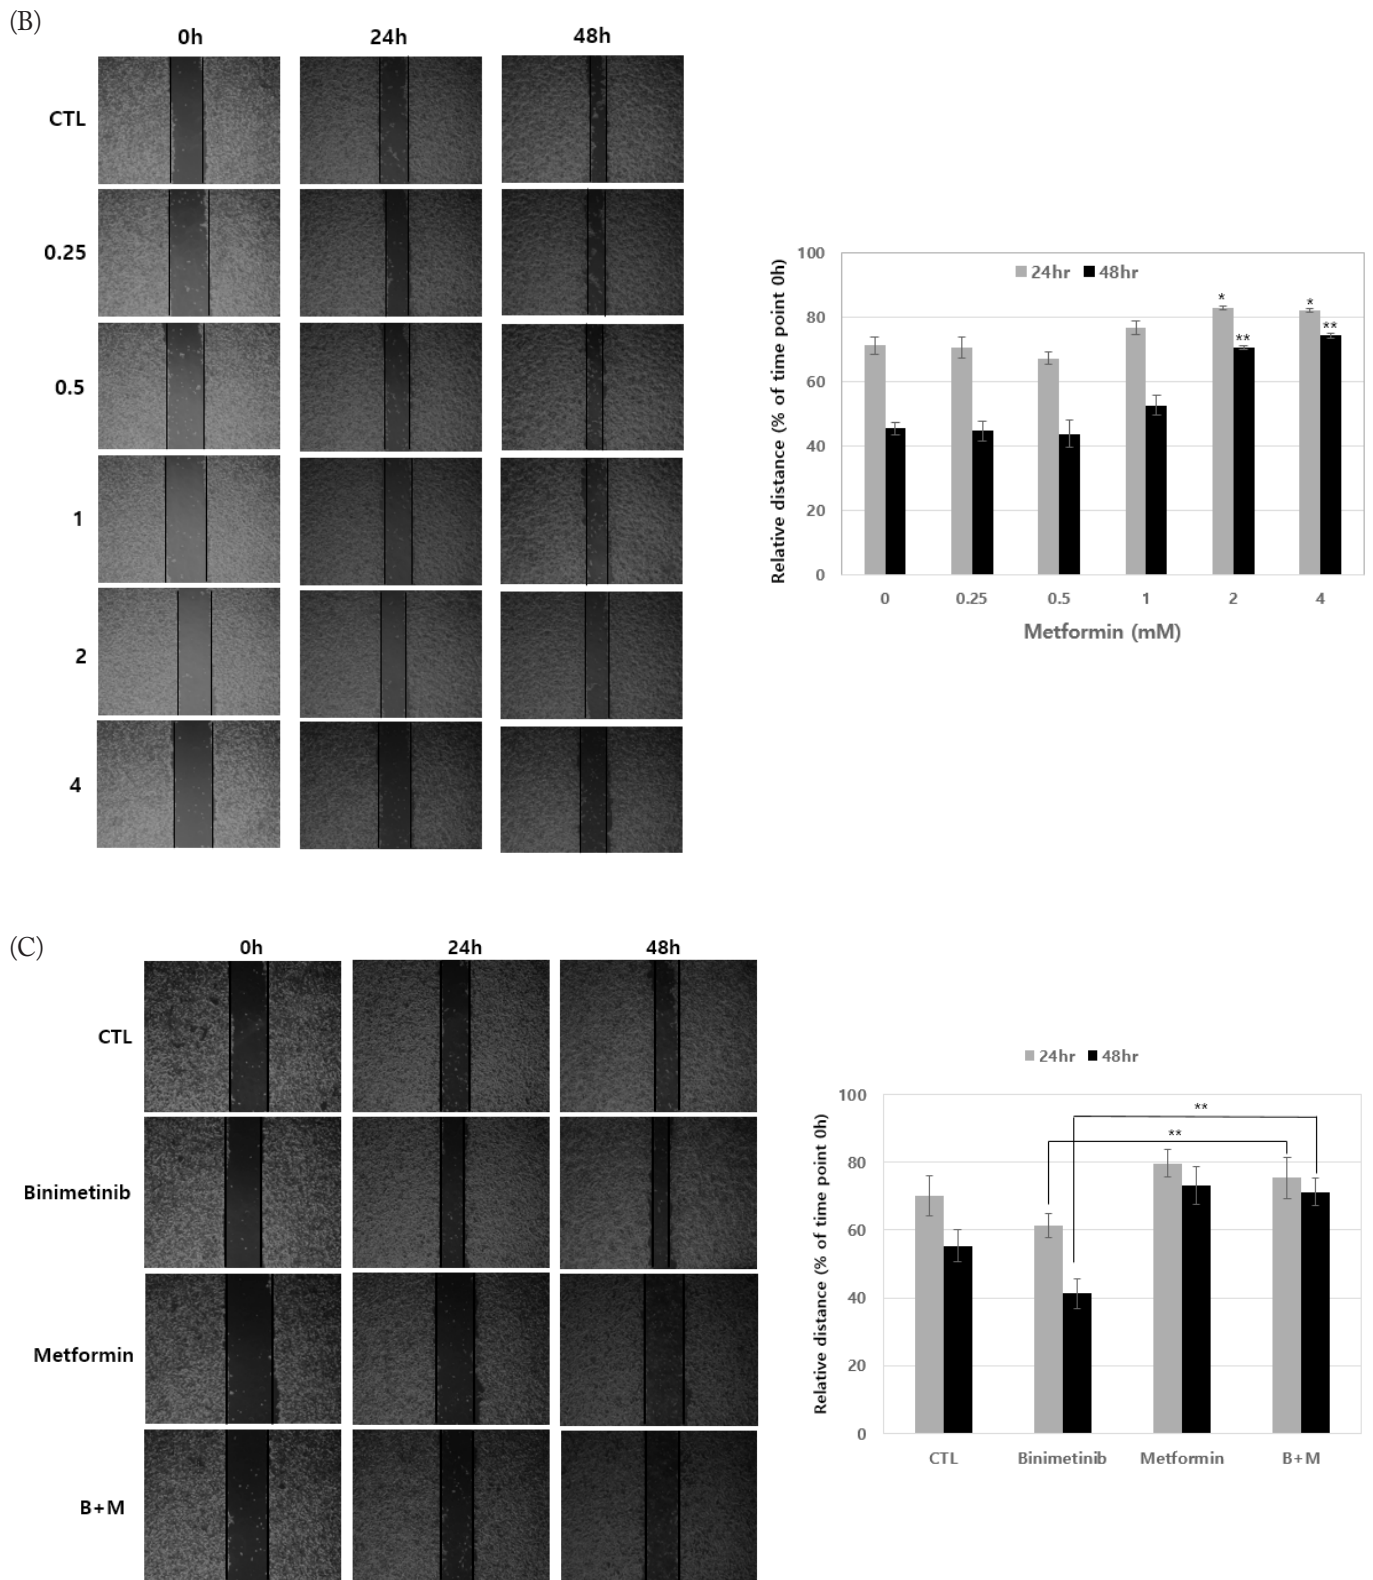 (B)
0h 24h 48h
CTL
0.25
0.5
1
2
4
Relative distance (% of time point 0h)
100
80
60
40
20
0
24hr 48hr
*
**
*
**
0 0.25 0.5 1 2 4
Metformin (mM)
(C)
0h 24h 48h
CTL
Binimetinib
Metformin
B+M
24hr 48hr
Relative distance (% of time point 0h)
100
80
60
40
20
0
**
**
CTL Binimetinib Metformin B+M